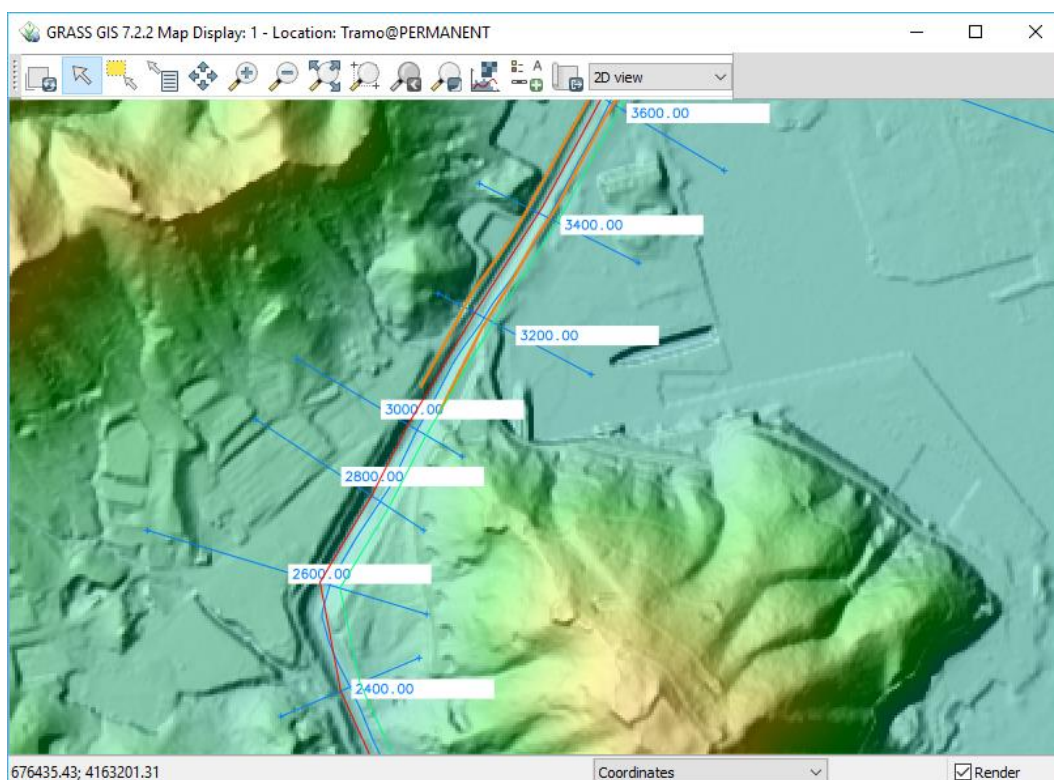 GRASS GIS 7.2.2 Map Display: 1 - Location: Tramo@PERMANENT
A
2D view
3600.00
3400.00
3200.00
3000.00
2800.00
2600.00
2400.00
676435.43; 4163201.31
Coordinates
Render